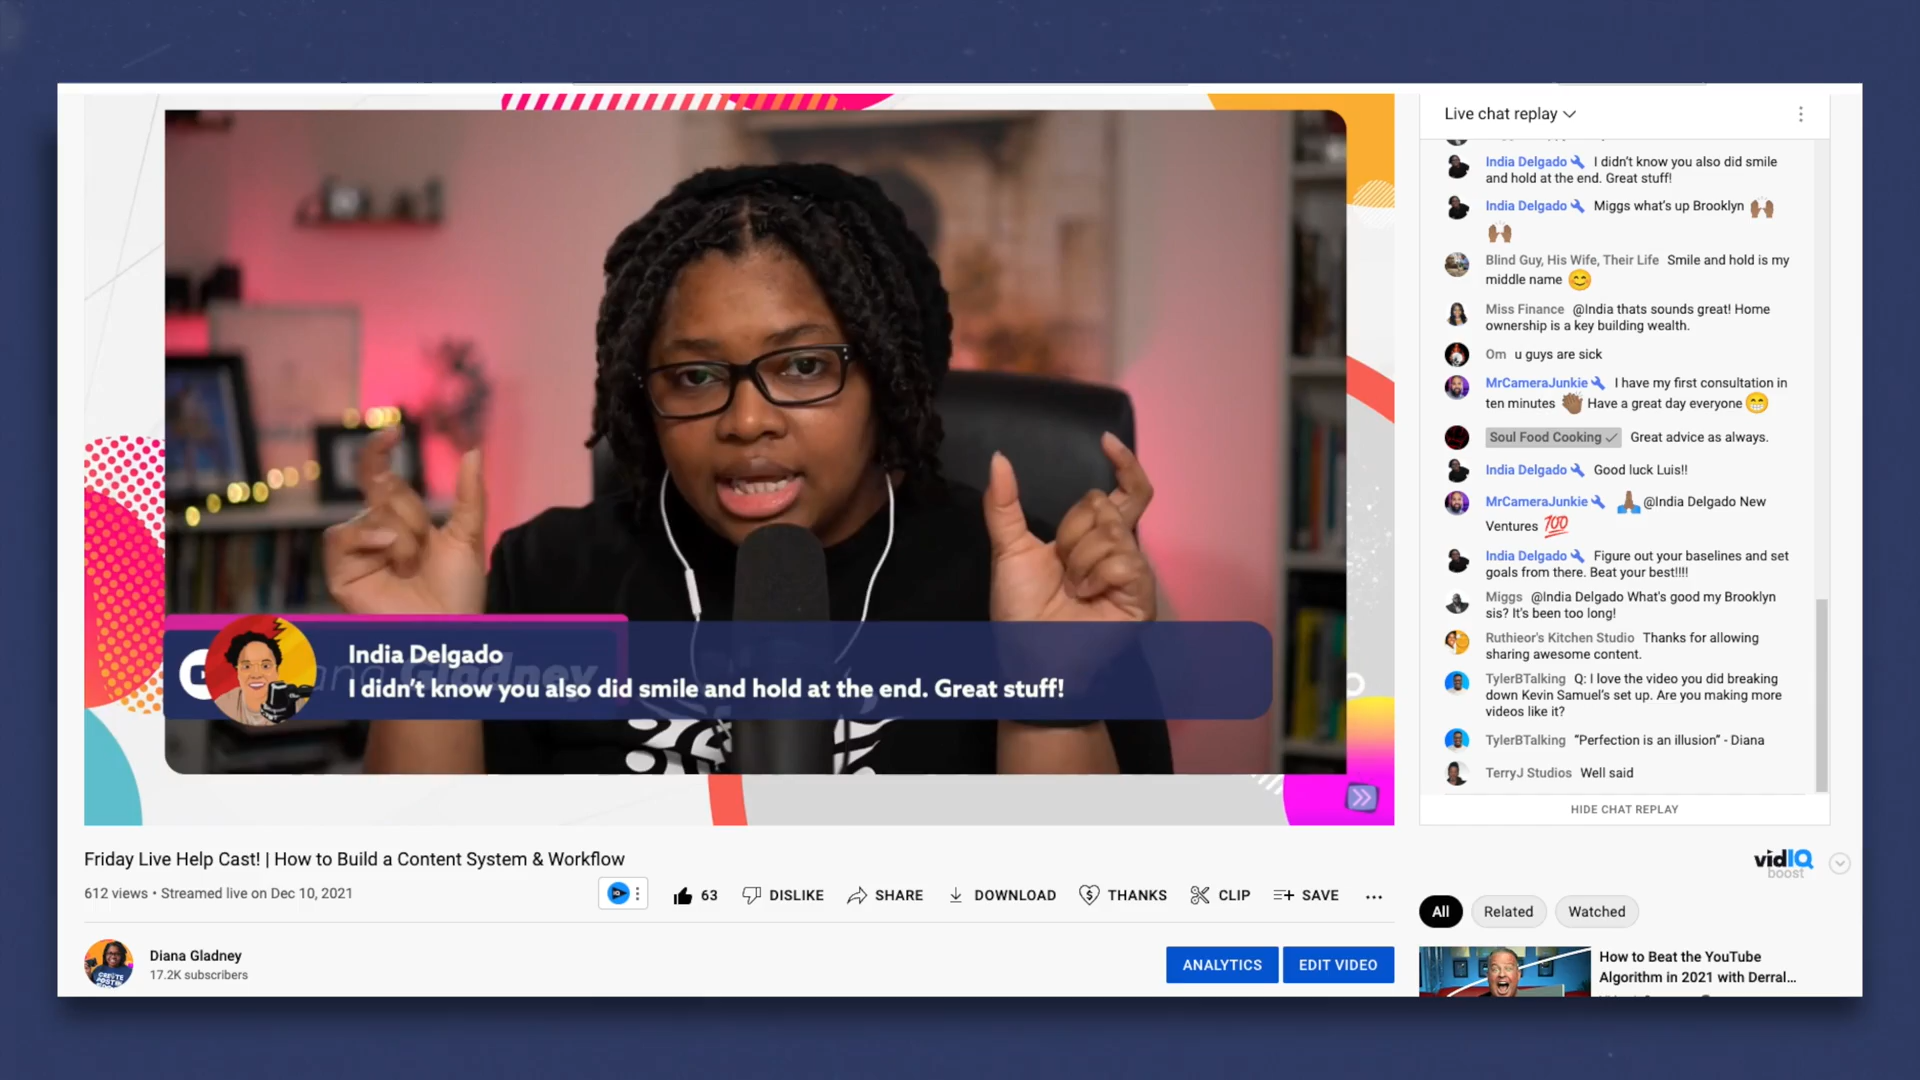 India Delgado
I didn't know you also did smile and hold at the end. Great stuff!
Friday Live Help Cast! | How to Build a Content System & Workflow
612 views • Streamed live on Dec 10, 2021
63
DISLIKE
SHARE
DOWNLOAD
THANKS
CLIP
SAVE
Diana Gladney
17.2K subscribers
ANALYTICS
EDIT VIDEO
Live chat replay
India Delgado I didn't know you also did smile
and hold at the end. Great stuff!
India Delgado Miggs what's up Brooklyn 🙌🏽
🙌🏽
Blind Guy, His Wife, Their Life Smile and hold is my
middle name 😊
Miss Finance @India thats sounds great! Home
ownership is a key building wealth.
Om u guys are sick
MrCameraJunkie I have my first consultation in
ten minutes 👏🏽 Have a great day everyone 😁
Soul Food Cooking ✓ Great advice as always.
India Delgado Good luck Luis!!
MrCameraJunkie 🙏🏽@India Delgado New
Ventures 💯
India Delgado Figure out your baselines and set
goals from there. Beat your best!!!!
Miggs @India Delgado What's good my Brooklyn
sis? It's been too long!
Ruthieor's Kitchen Studio Thanks for allowing
sharing awesome content.
TylerBTalking Q: I love the video you did breaking
down Kevin Samuel's set up. Are you making more
videos like it?
TylerBTalking “Perfection is an illusion” - Diana
TerryJ Studios Well said
HIDE CHAT REPLAY
vidIQ
boost
All
Related
Watched
How to Beat the YouTube
Algorithm in 2021 with Derral...